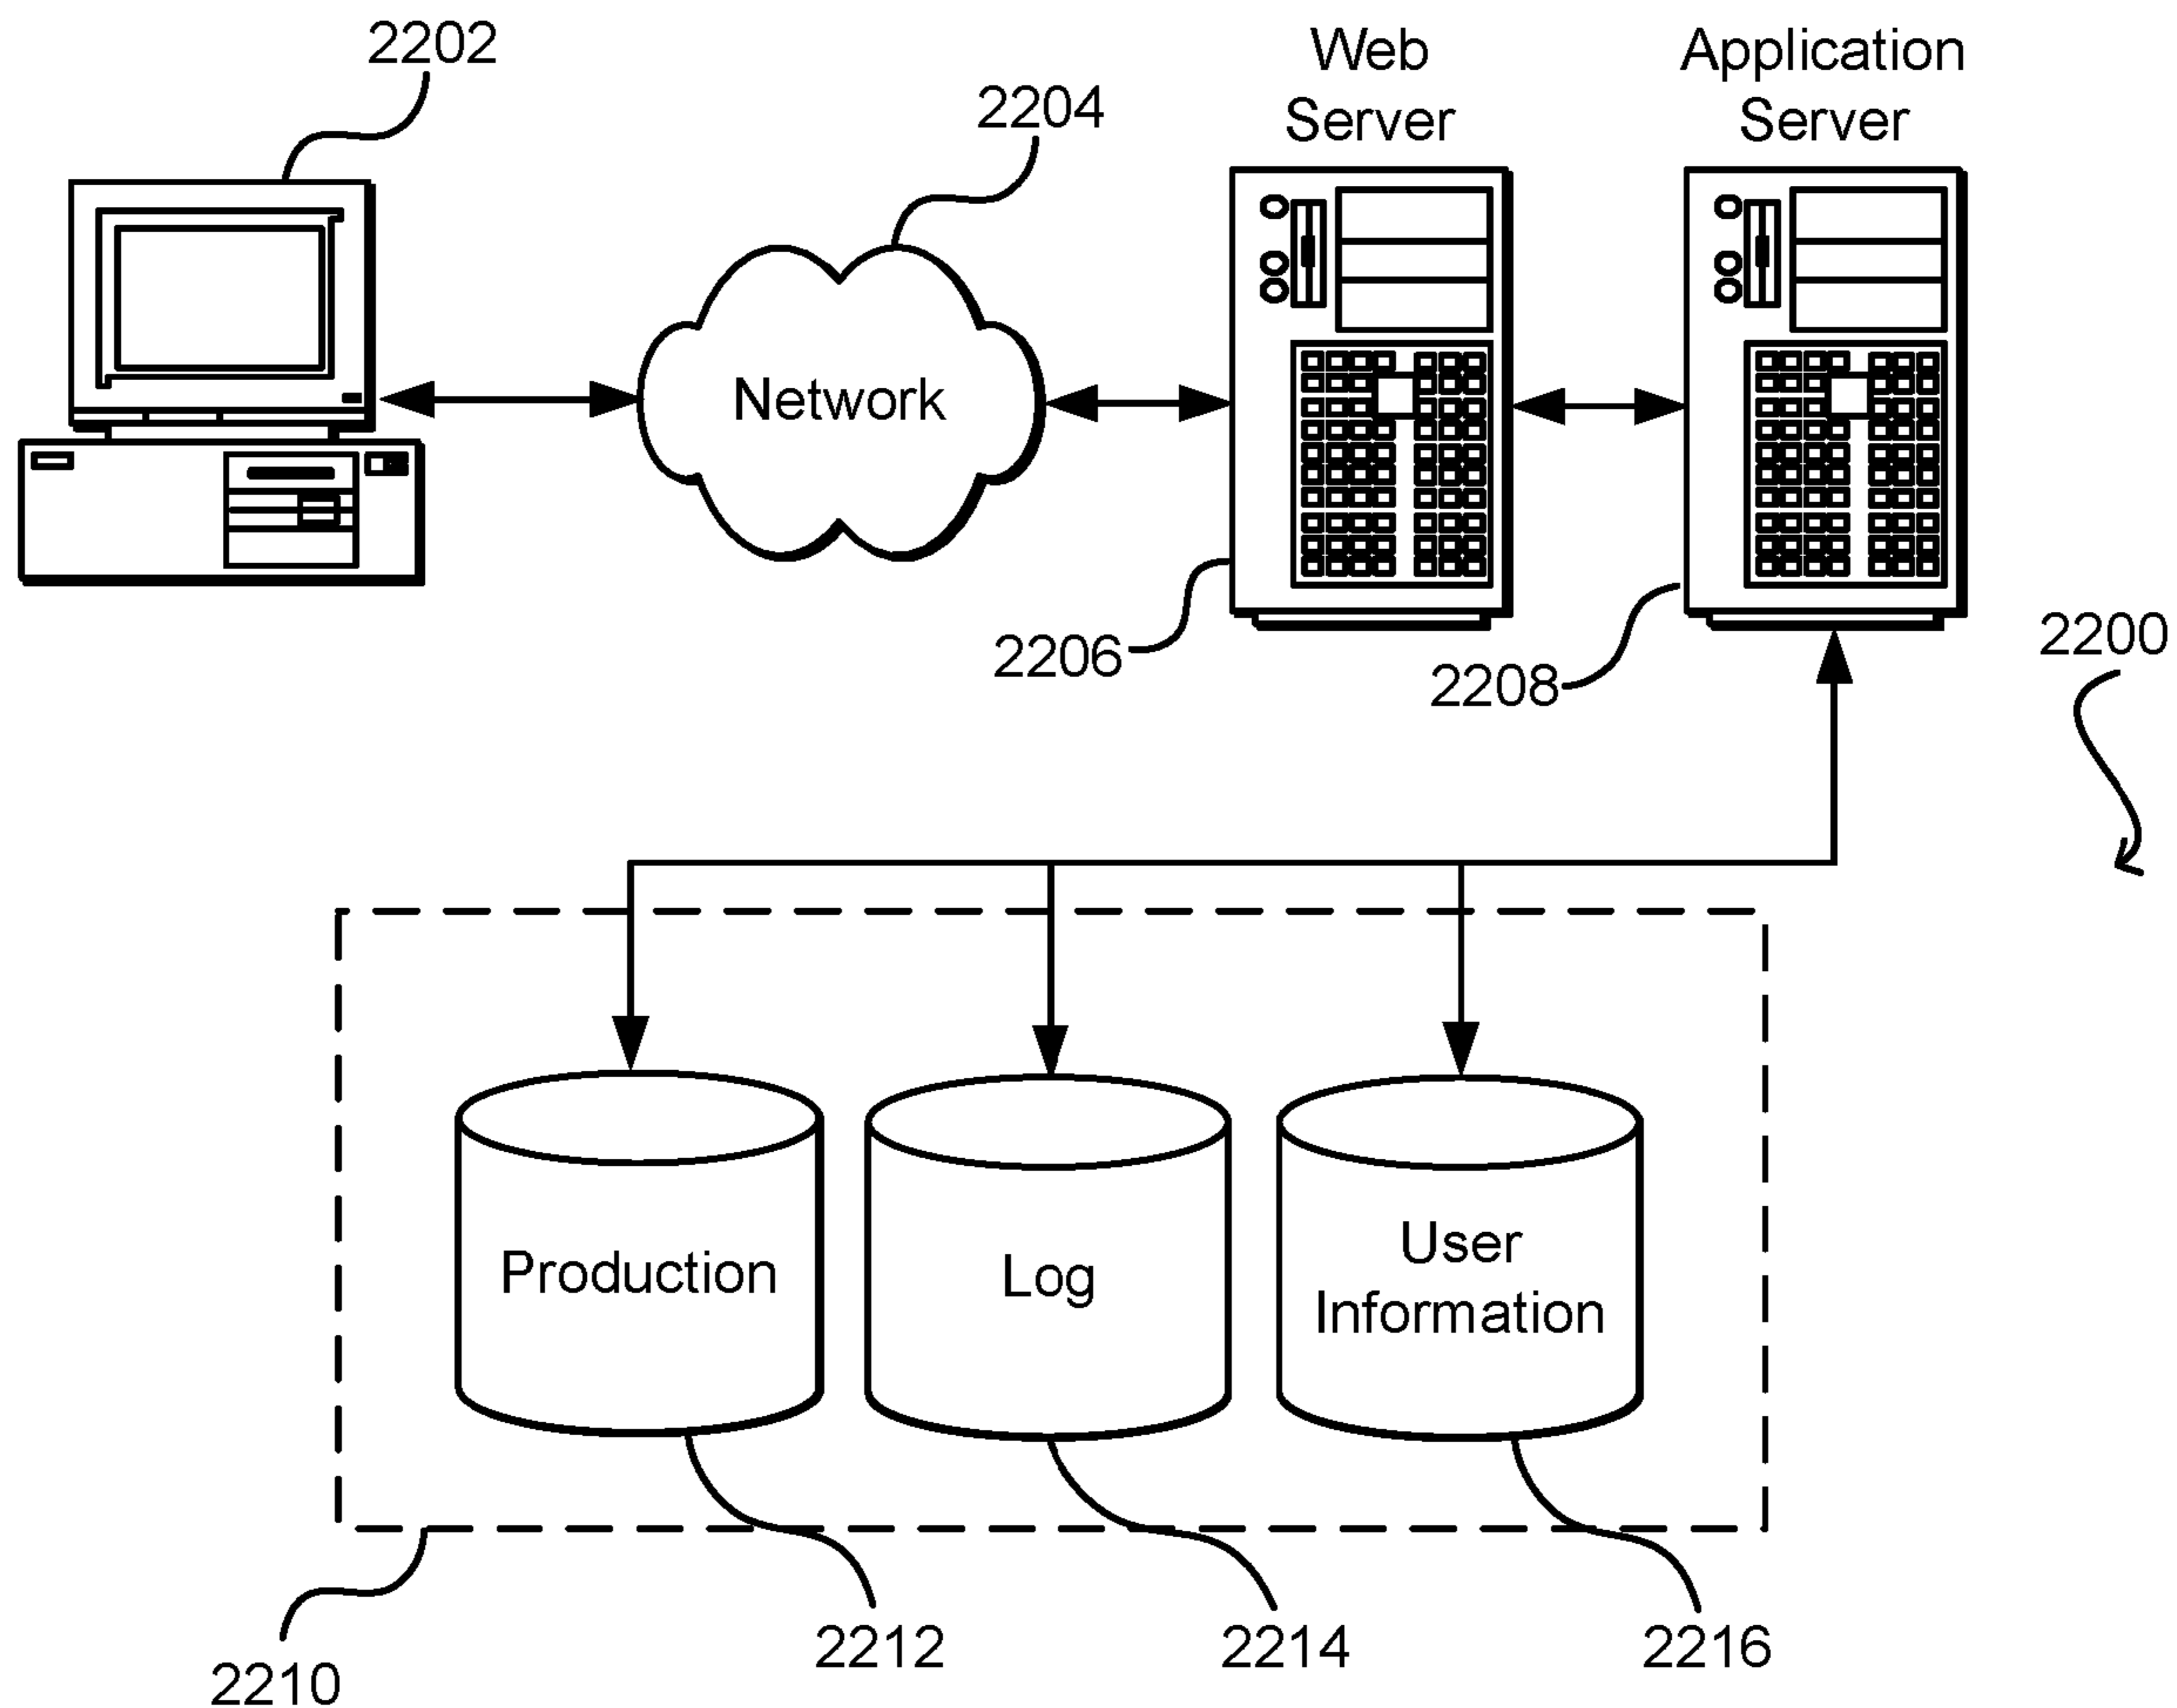 2202
2204
Web
Server
Application
Server
Network
2206
2208
2200
Production
Log
User
Information
2210
2212
2214
2216